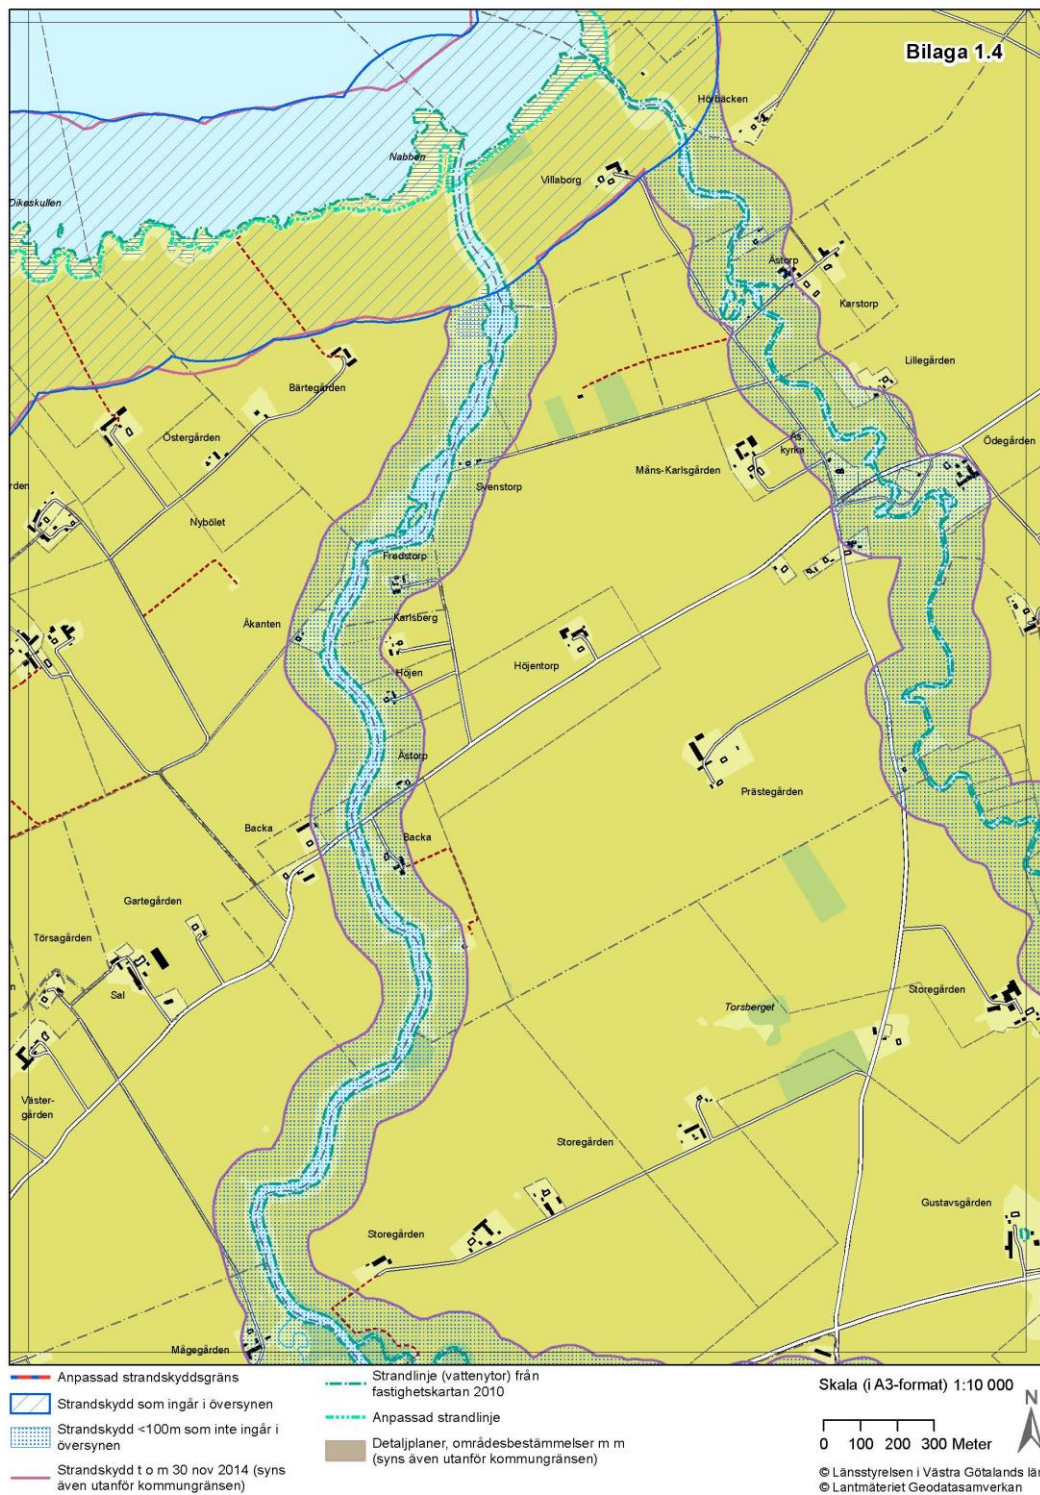 Bilaga 1.4
Hörbäcken
Nabben
Villaborg
Dikeskullen
Åstorp
Karstorp
Bärtegården
Lillegården
Östergården
Ås
kyrka
Ödegården
Måns-Karlsgården
rden
Svenstorp
Nybölet
Fredstorp
Åkanten
Karlsberg
Höjentorp
Höjen
Åstorp
Prästegården
Backa
Backa
Gartegården
Törsagården
n
Sal
Storegården
Torsberget
Väster-
gården
Storegården
Gustavsgården
Storegården
Mågegården
Anpassad strandskyddsgräns
Strandskydd som ingår i översynen
Strandskydd <100m som inte ingår i
översynen
Strandskydd t o m 30 nov 2014 (syns
även utanför kommungränsen)
Strandlinje (vattenytor) från
fastighetskartan 2010
Anpassad strandlinje
Detaljplaner, områdesbestämmelser m m
(syns även utanför kommungränsen)
Skala (i A3-format) 1:10 000
N
0 100 200 300 Meter
© Länsstyrelsen i Västra Götalands län
© Lantmäteriet Geodatasamverkan